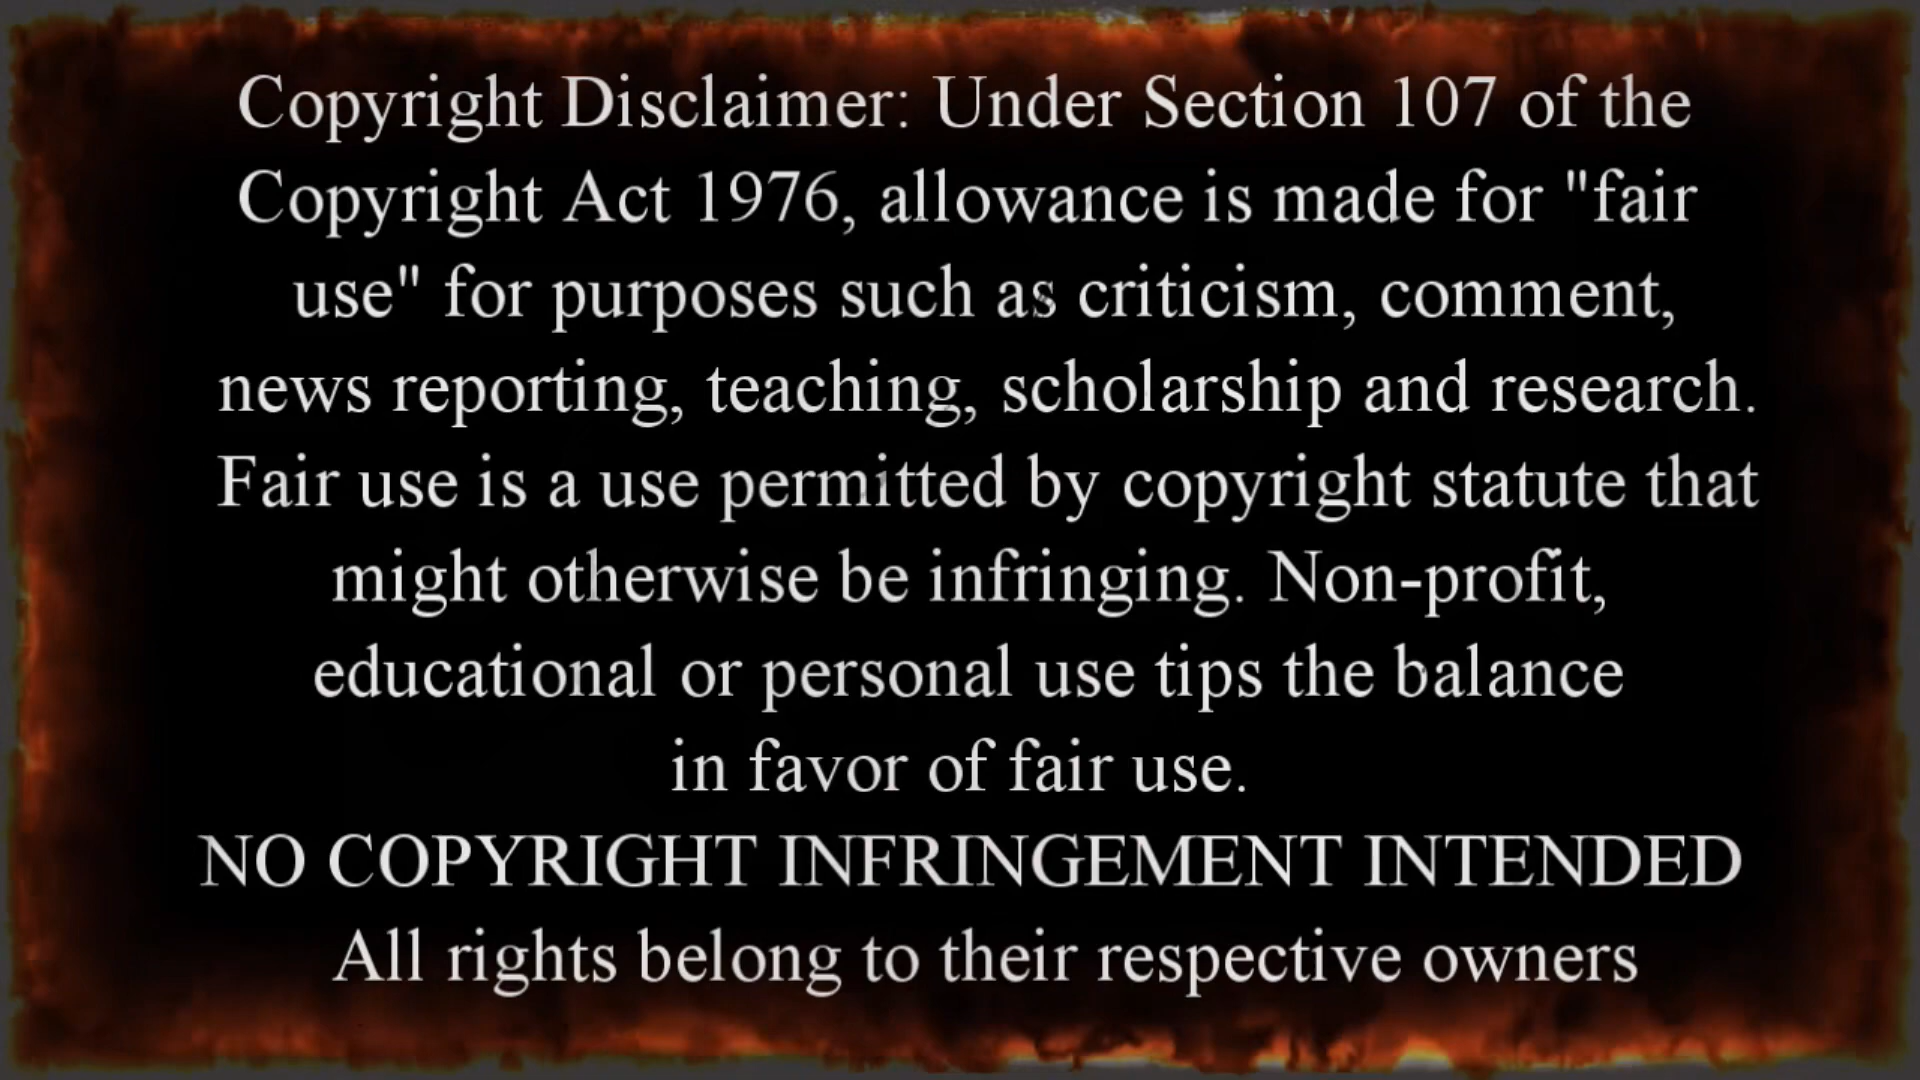 Copyright Disclaimer: Under Section 107 of the
Copyright Act 1976, allowance is made for "fair
use" for purposes such as criticism, comment,
news reporting, teaching, scholarship and research.
Fair use is a use permitted by copyright statute that
might otherwise be infringing. Non-profit,
educational or personal use tips the balance
in favor of fair use.
NO COPYRIGHT INFRINGEMENT INTENDED
All rights belong to their respective owners